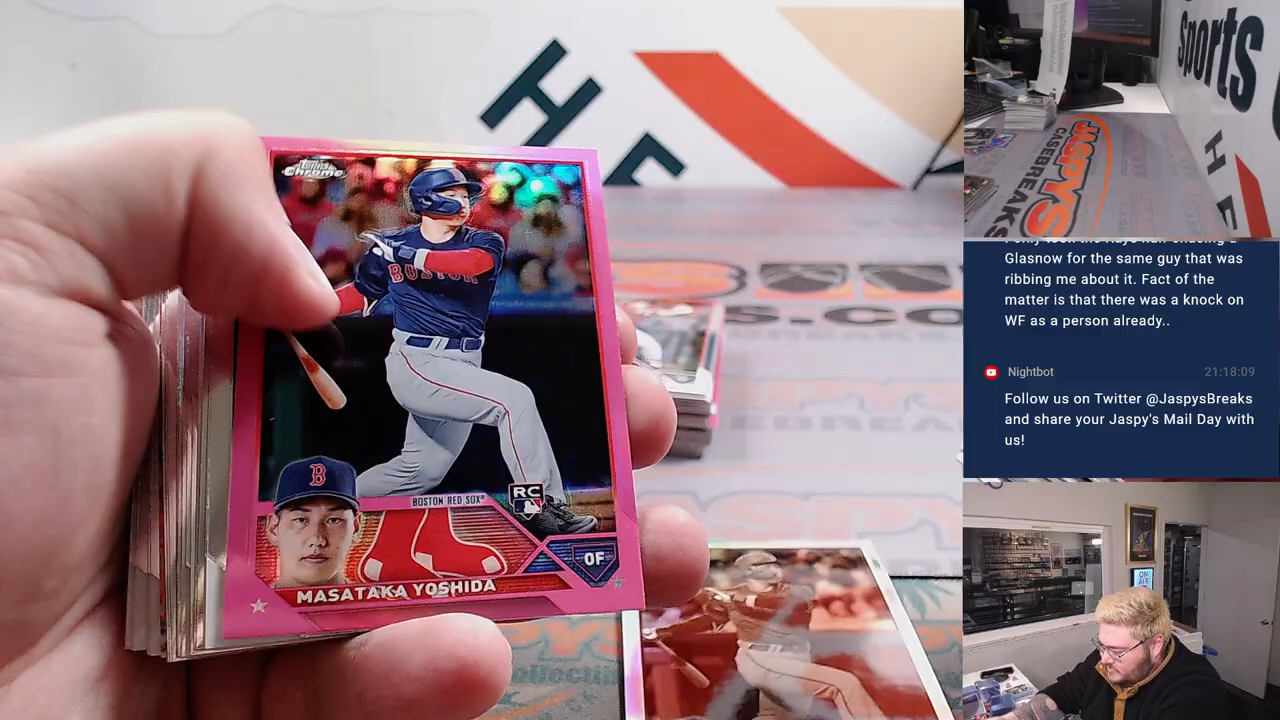 Topps
Chrome
BOSTON
B
BOSTON RED SOX
RC
OF
MASATAKA YOSHIDA
H
E
S.CO
sports
H
E
JASPYS
CASEBREAKS
Glasnow for the same guy that was
ribbing me about it. Fact of the
matter is that there was a knock on
WF as a person already..
Nightbot 21:18:09
Follow us on Twitter @JaspysBreaks
and share your Jaspy's Mail Day with
us!
ON
AIR